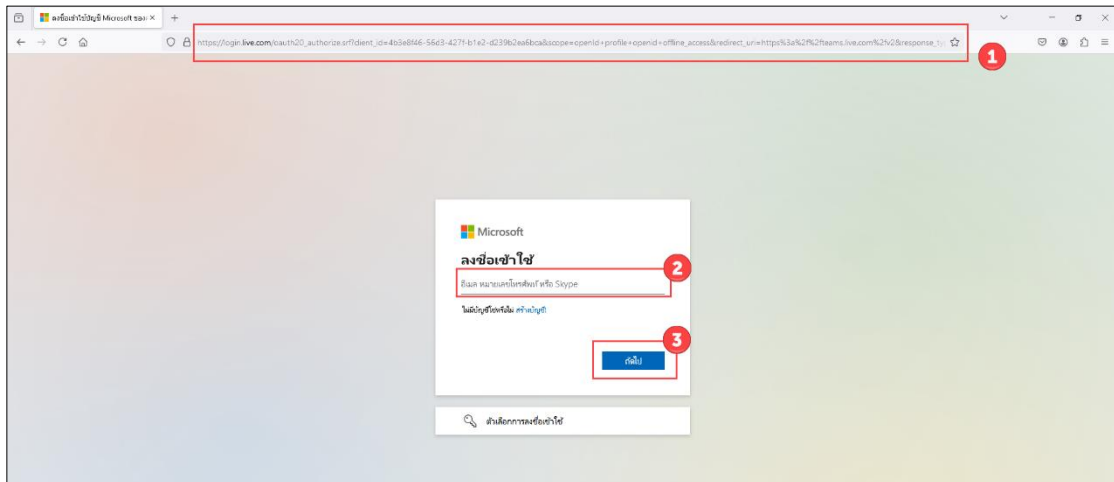 ลงชื่อเข้าใช้บัญชี Microsoft ของ
https://login.live.com/oauth20_authorize.srf?client_id=4b3e8f46-56d3-427f-b1e2-d239b2ea6bca&scope=openid+profile+openid+offline_access&redirect_uri=https%3a%2f%2fteams.live.com%2fv2&response_ty
1
Microsoft
ลงชื่อเข้าใช้
2
อีเมล หมายเลขโทรศัพท์ หรือ Skype
ไม่มีบัญชีใช่หรือไม่ สร้างบัญชี!
3
ถัดไป
ตัวเลือกการลงชื่อเข้าใช้